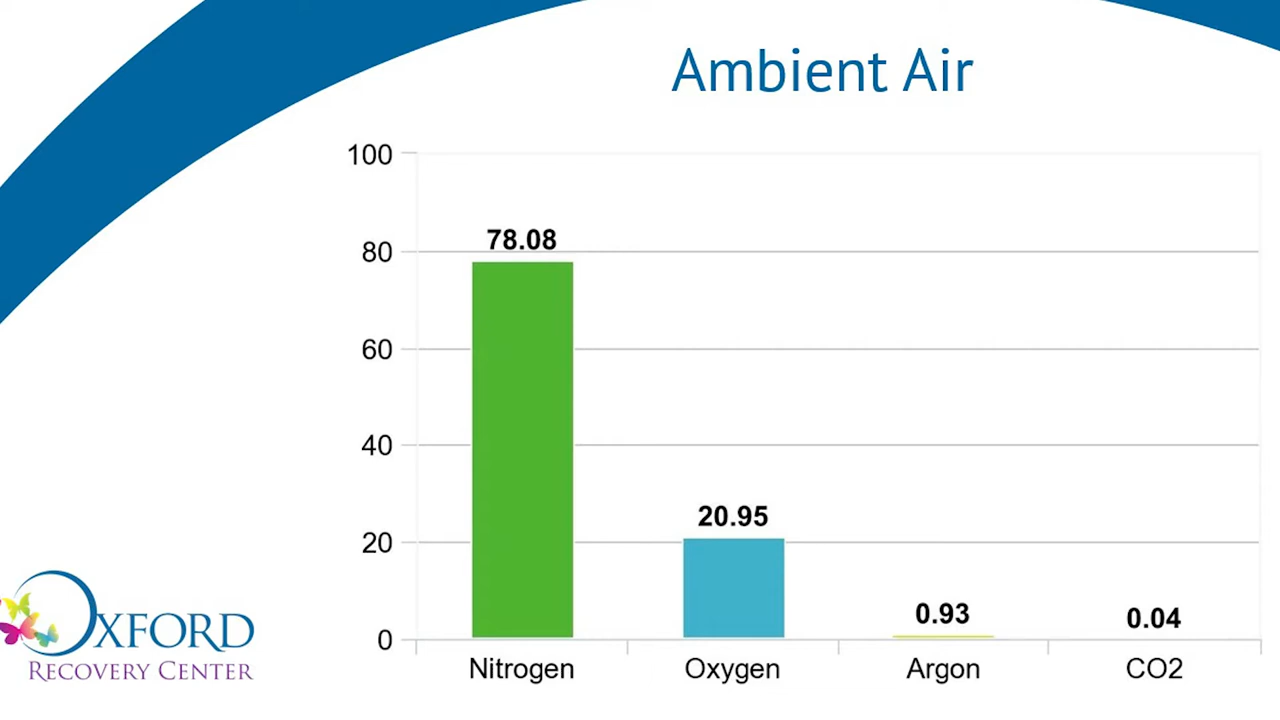 Ambient Air
100
80
60
40
20
0
78.08
20.95
0.93
0.04
Nitrogen Oxygen Argon CO2
OXFORD
RECOVERY CENTER